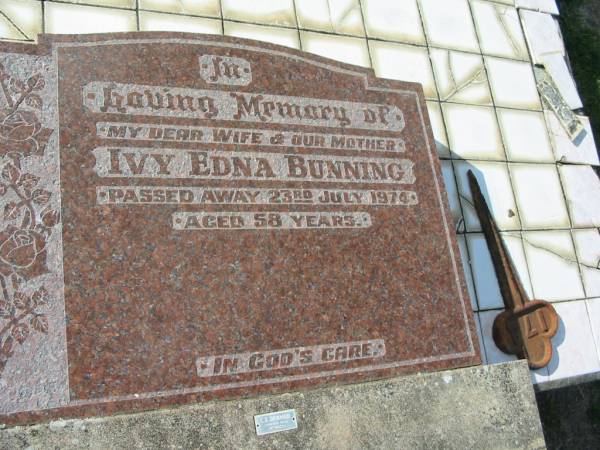 In
Loving Memory of
MY DEAR WIFE & OUR MOTHER
IVY EDNA BUNNING
PASSED AWAY 23RD JULY 1974
AGED 58 YEARS.
IN GOD'S CARE.